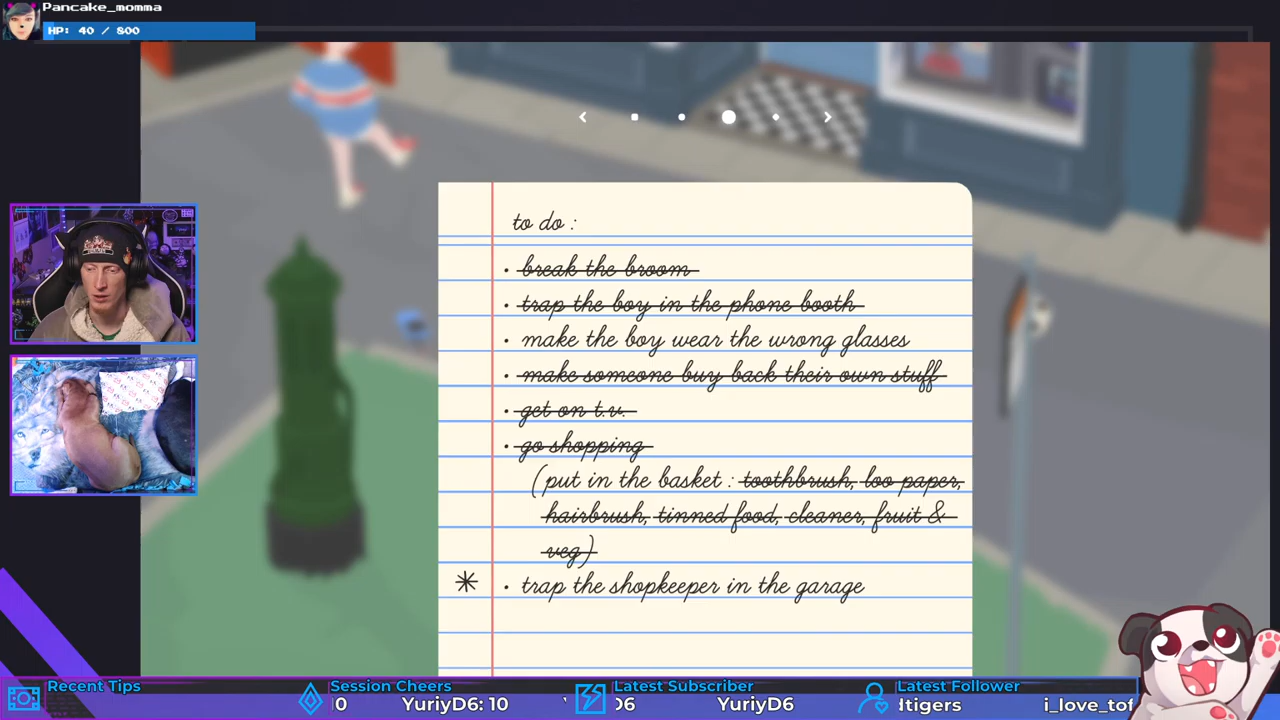 Pancake_momma
HP: 40 / 800
to do :
• break the broom
• trap the boy in the phone booth
• make the boy wear the wrong glasses
• make someone buy back their own stuff
• get on t.v.
• go shopping
(put in the basket : toothbrush, loo paper,
hairbrush, tinned food, cleaner, fruit &
veg)
* • trap the shopkeeper in the garage
Recent Tips
Session Cheers
Latest Subscriber
Latest Follower
0
YuriyD6: 10
D6
YuriyD6
ltigers
i_love_tof